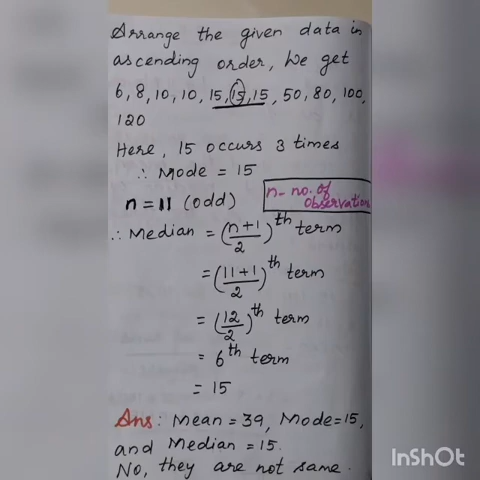 Arrange the given data in
ascending order, We get
6, 8, 10, 10, 15, 15, 15, 50, 80, 100,
120
Here, 15 occurs 3 times
∴ Mode = 15
n = 11 (odd)
n- no. of
observation
∴ Median = (n+1/2)th term
= (11+1/2)th term
= (12/2)th term
= 6th term
= 15
Ans: Mean = 39, Mode=15,
and Median = 15.
No, they are not same.
InShOt